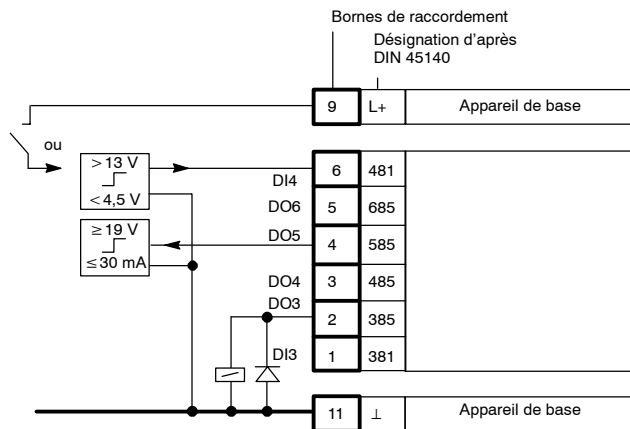 Bornes de raccordement
Désignation d'après
DIN 45140
9 L+ Appareil de base
ou
>13 V
<4,5 V
DI4 6 481
DO6 5 685
≥19 V
≤30 mA
DO5 4 585
DO4 3 485
DO3 2 385
DI3 1 381
11 ⊥ Appareil de base